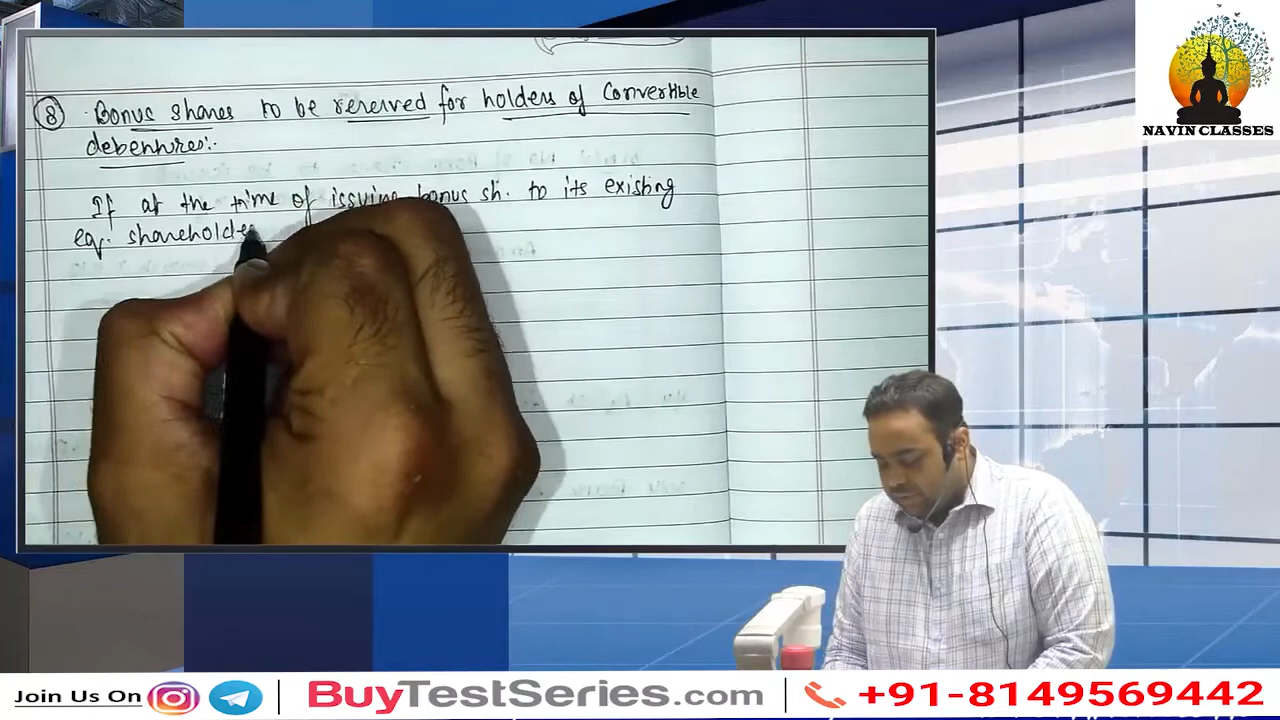 NAVIN CLASSES
8 Bonus shares to be reserved for holders of Convertible
debentures:-
If at the time of issuing bonus sh. to its existing
eq. shareholde
Join Us On BuyTestSeries.com +91-8149569442